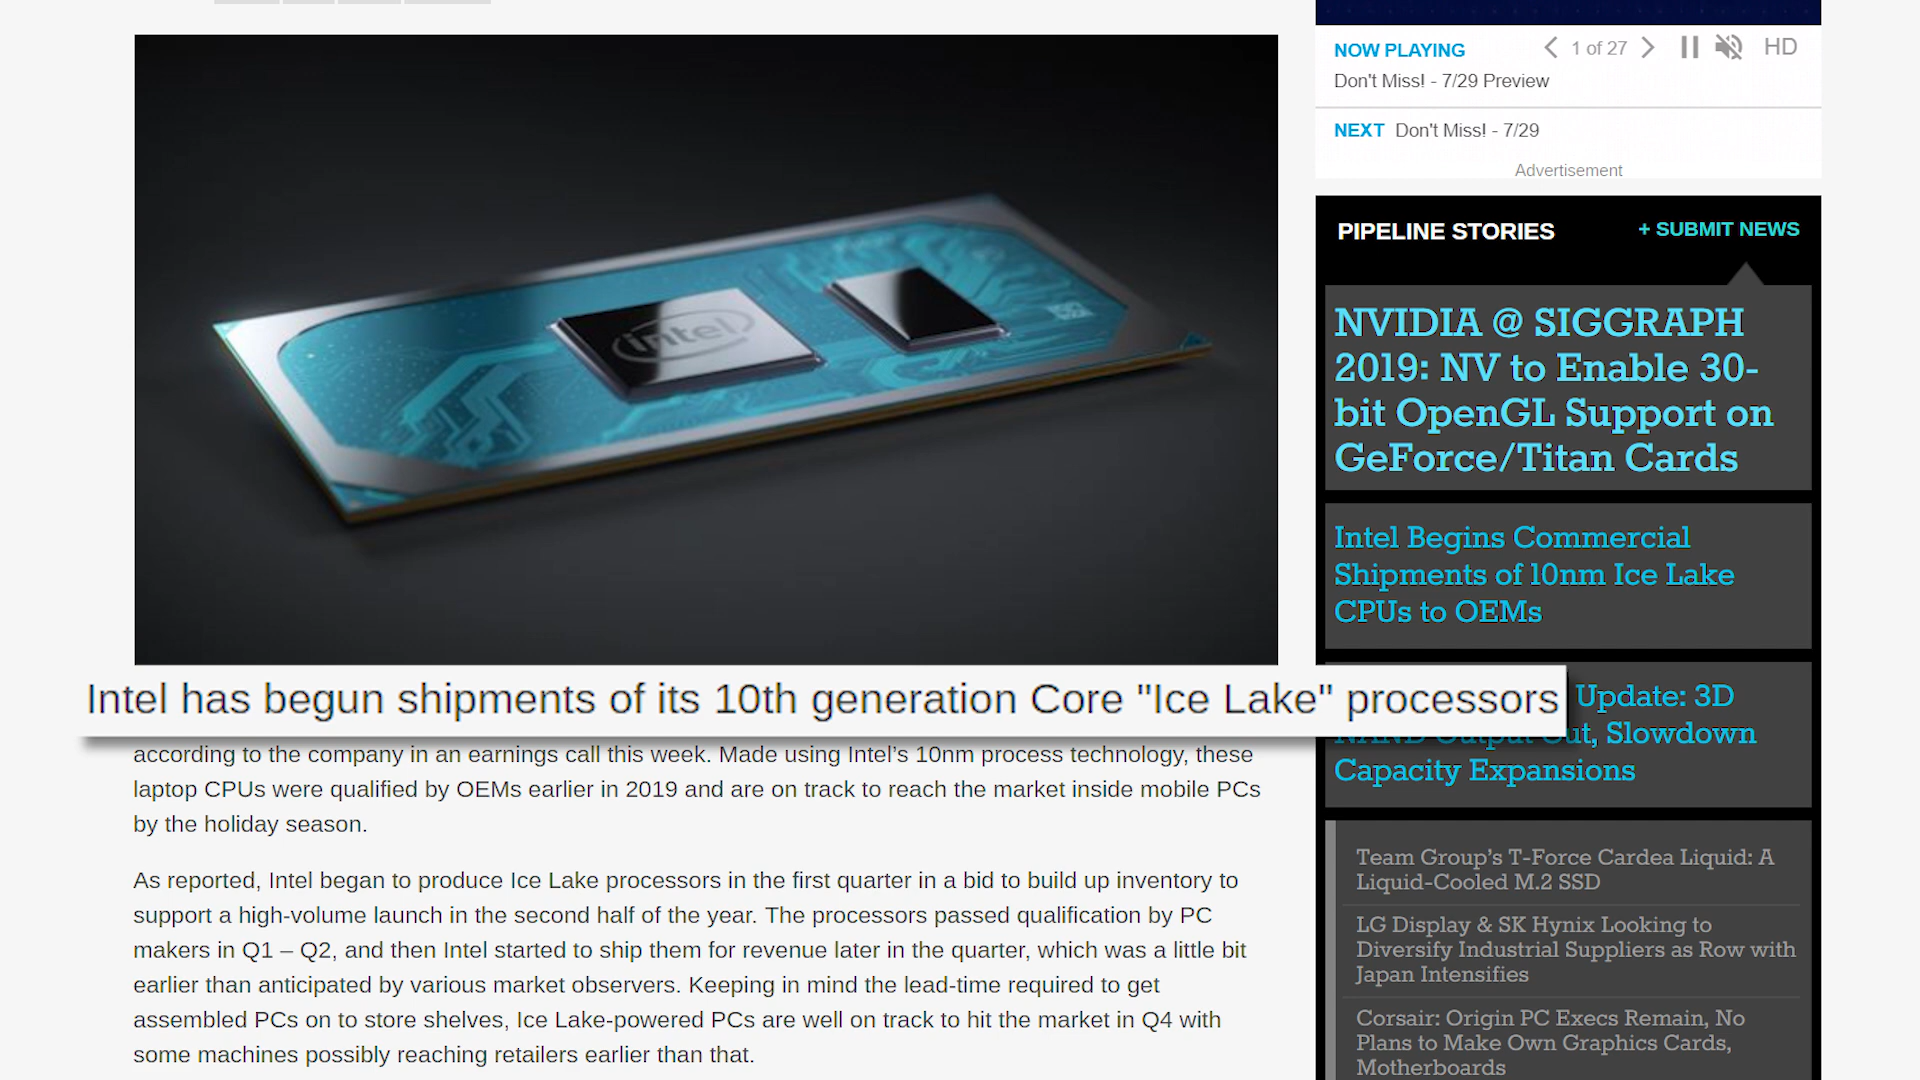 intel
Intel has begun shipments of its 10th generation Core "Ice Lake" processors
according to the company in an earnings call this week. Made using Intel’s 10nm process technology, these
laptop CPUs were qualified by OEMs earlier in 2019 and are on track to reach the market inside mobile PCs
by the holiday season.
As reported, Intel began to produce Ice Lake processors in the first quarter in a bid to build up inventory to
support a high-volume launch in the second half of the year. The processors passed qualification by PC
makers in Q1 – Q2, and then Intel started to ship them for revenue later in the quarter, which was a little bit
earlier than anticipated by various market observers. Keeping in mind the lead-time required to get
assembled PCs on to store shelves, Ice Lake-powered PCs are well on track to hit the market in Q4 with
some machines possibly reaching retailers earlier than that.
NOW PLAYING
1 of 27
HD
Don't Miss! - 7/29 Preview
NEXT Don't Miss! - 7/29
Advertisement
PIPELINE STORIES
+ SUBMIT NEWS
NVIDIA @ SIGGRAPH
2019: NV to Enable 30-
bit OpenGL Support on
GeForce/Titan Cards
Intel Begins Commercial
Shipments of 10nm Ice Lake
CPUs to OEMs
Update: 3D
NAND Output Cut, Slowdown
Capacity Expansions
Team Group’s T-Force Cardea Liquid: A
Liquid-Cooled M.2 SSD
LG Display & SK Hynix Looking to
Diversify Industrial Suppliers as Row with
Japan Intensifies
Corsair: Origin PC Execs Remain, No
Plans to Make Own Graphics Cards,
Motherboards